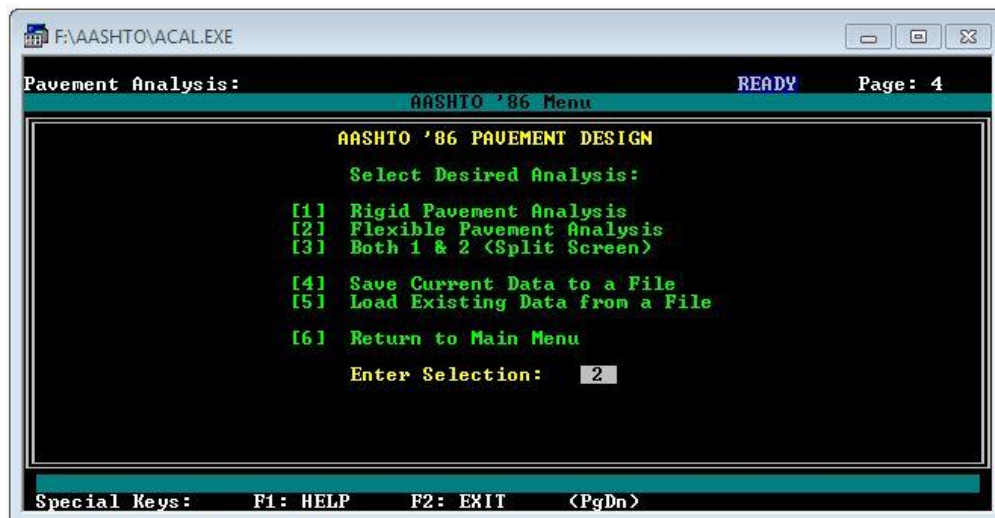 F:\AASHTO\ACAL.EXE
Pavement Analysis: READY Page: 4
AASHTO '86 Menu
AASHTO '86 PAVEMENT DESIGN
Select Desired Analysis:
[1] Rigid Pavement Analysis
[2] Flexible Pavement Analysis
[3] Both 1 & 2 (Split Screen)
[4] Save Current Data to a File
[5] Load Existing Data from a File
[6] Return to Main Menu
Enter Selection: 2
Special Keys: F1: HELP F2: EXIT (PgDn)